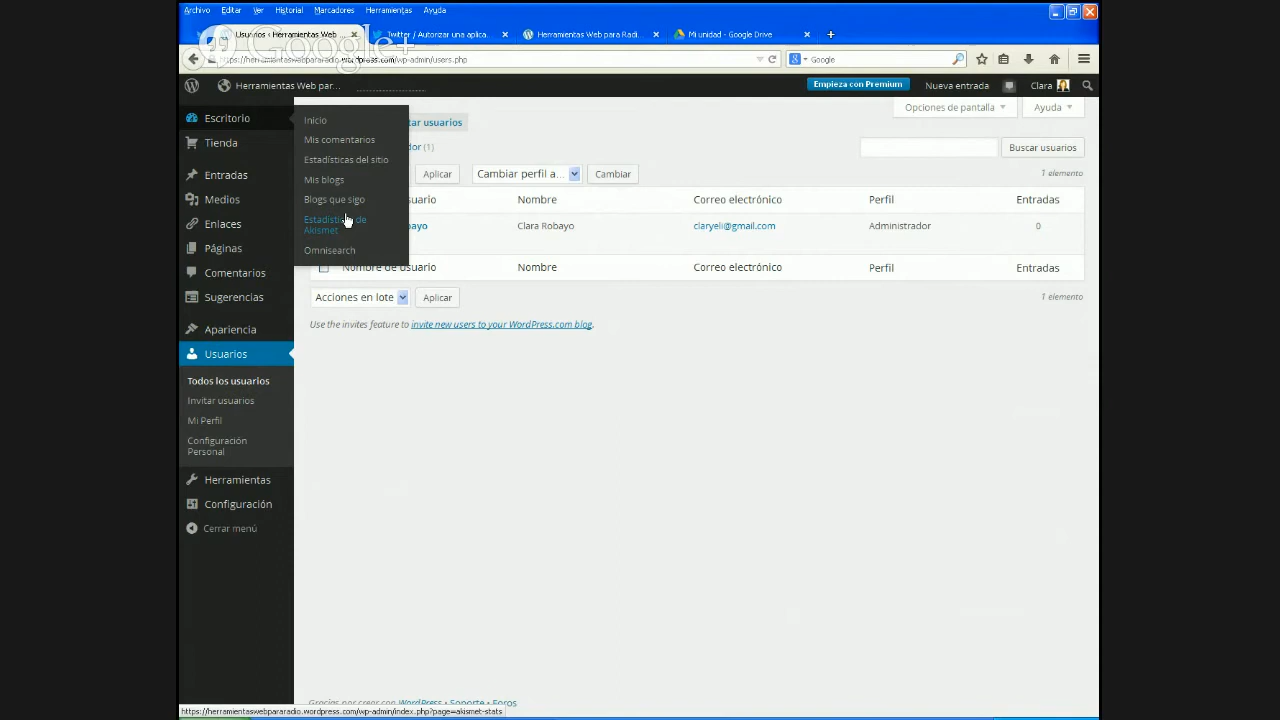 Archivo Editar Ver Historial Marcadores Herramientas Ayuda
Usuarios ‹ Herramientas Web ... Twitter / Autorizar una aplica... Herramientas Web para Radi... Mi unidad - Google Drive
Google+
https://herramientaswebpararadio.wordpress.com/wp-admin/users.php
Google
Herramientas Web par...
Empieza con Premium
Nueva entrada
Clara
Escritorio
Tienda
Entradas
Medios
Enlaces
Páginas
Comentarios
Sugerencias
Apariencia
Usuarios
Todos los usuarios
Invitar usuarios
Mi Perfil
Configuración
Personal
Herramientas
Configuración
Cerrar menú
Inicio
Mis comentarios
Estadísticas del sitio
Mis blogs
Blogs que sigo
Estadísticas de
Akismet
Omnisearch
tar usuarios
Opciones de pantalla
Ayuda
dor (1)
Buscar usuarios
Aplicar
Cambiar perfil a...
Cambiar
1 elemento
suario Nombre Correo electrónico Perfil Entradas
bayo Clara Robayo claryeli@gmail.com Administrador 0
Nombre de usuario Nombre Correo electrónico Perfil Entradas
Acciones en lote
Aplicar
1 elemento
Use the invites feature to invite new users to your WordPress.com blog.
Gracias por crear con WordPress • Soporte • Foros
https://herramientaswebpararadio.wordpress.com/wp-admin/index.php?page=akismet-stats